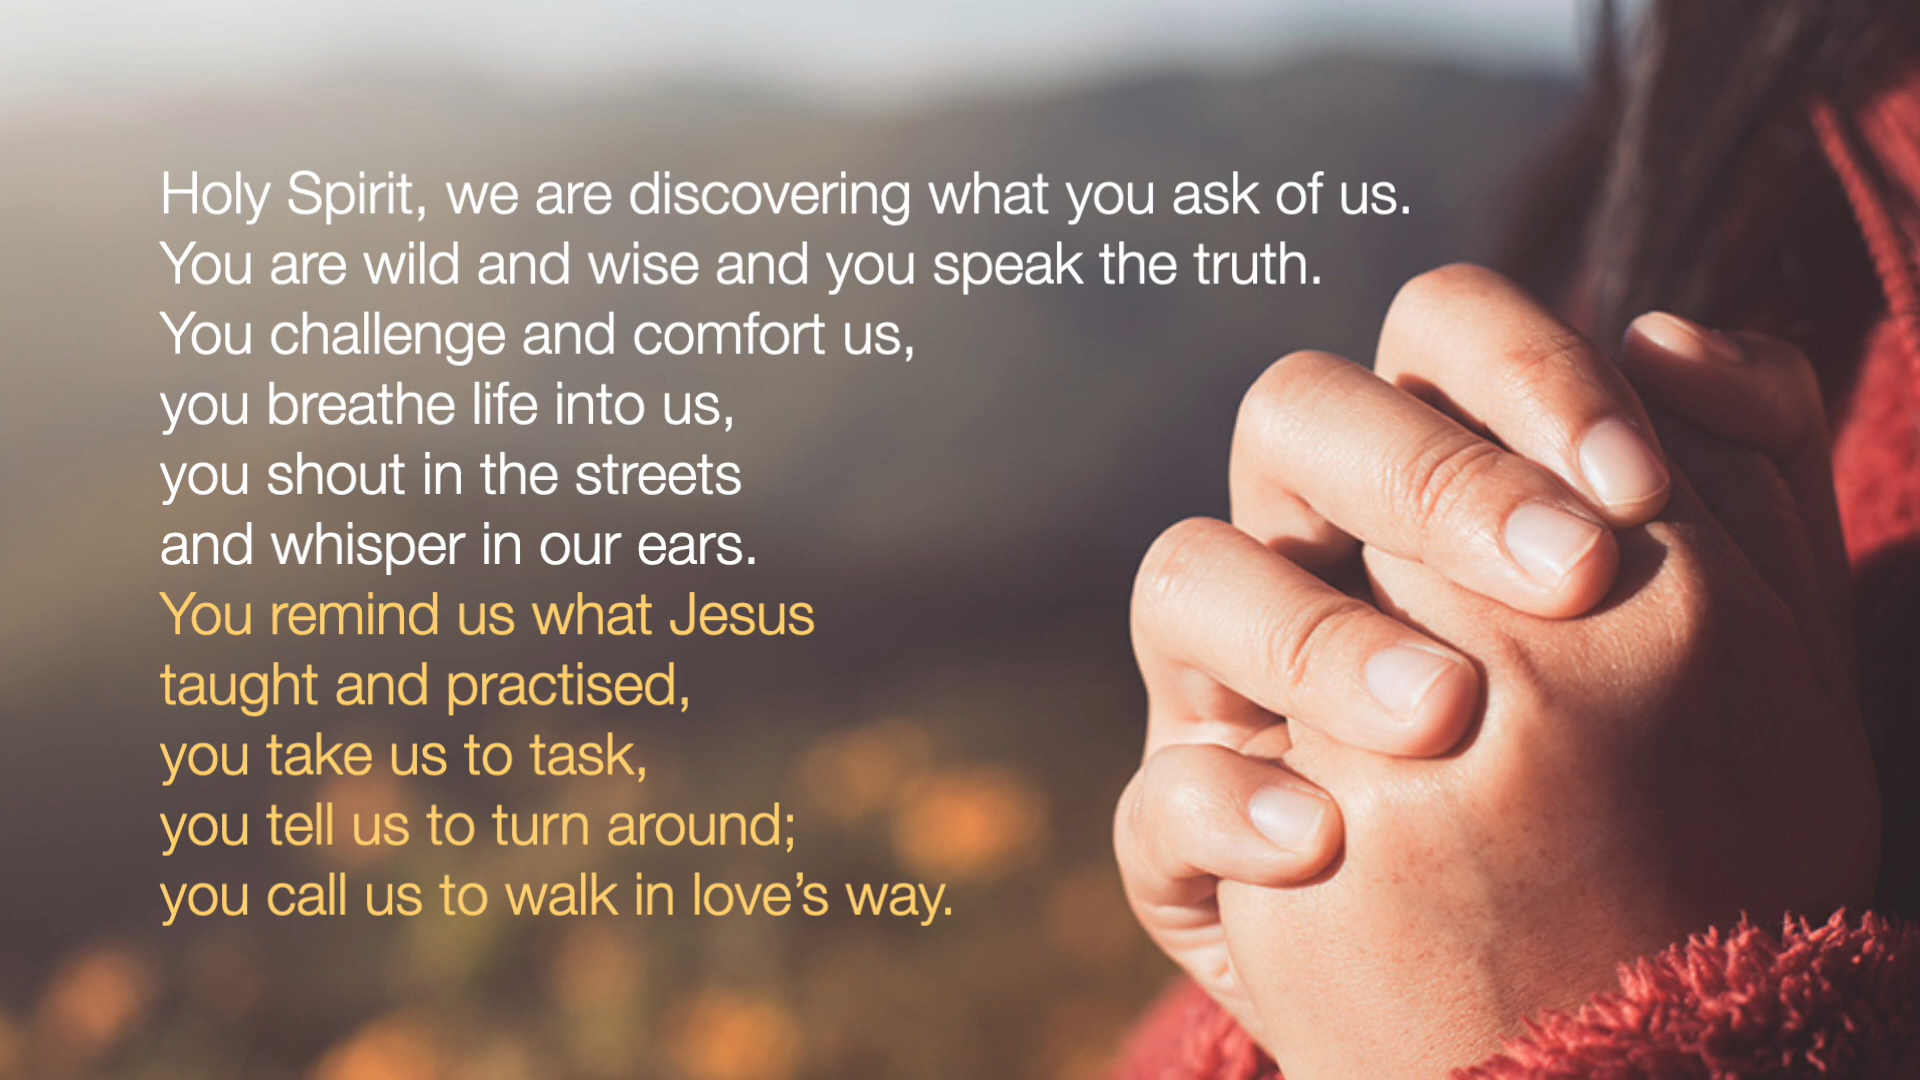 Holy Spirit, we are discovering what you ask of us.
You are wild and wise and you speak the truth.
You challenge and comfort us,
you breathe life into us,
you shout in the streets
and whisper in our ears.
You remind us what Jesus
taught and practised,
you take us to task,
you tell us to turn around;
you call us to walk in love’s way.